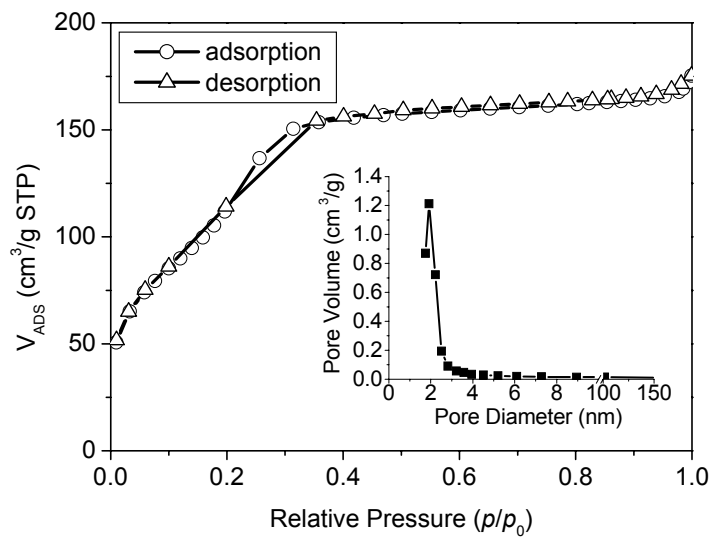 200
150
100
50
0
V_ADS (cm³/g STP)
adsorption
desorption
1.4
1.2
1.0
0.8
0.6
0.4
0.2
0.0
Pore Volume (cm³/g)
0 2 4 6 8 10 100 150
Pore Diameter (nm)
0.0 0.2 0.4 0.6 0.8 1.0
Relative Pressure (p/p₀)